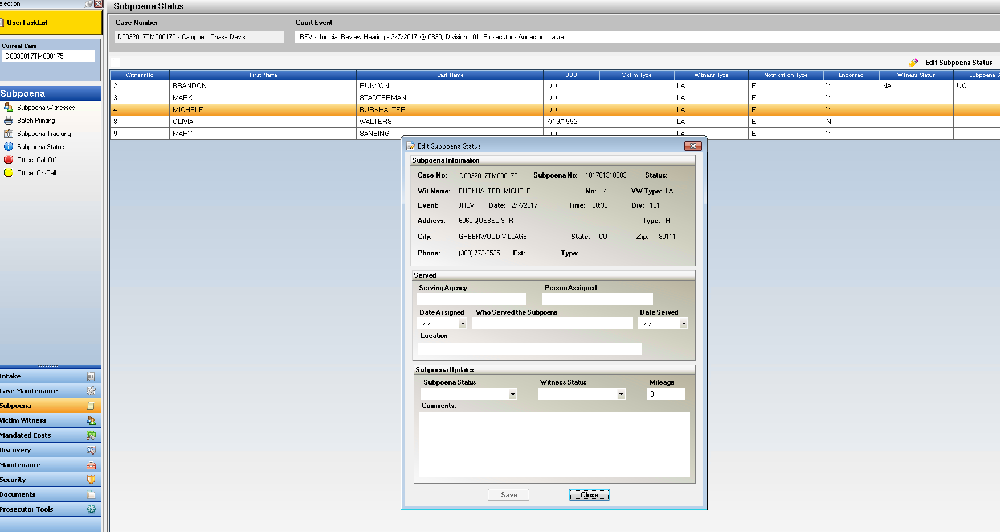 election
UserTaskList
Current Case
D0032017TM000175
Subpoena
Subpoena Witnesses
Batch Printing
Subpoena Tracking
Subpoena Status
Officer Call Off
Officer On-Call
Intake
Case Maintenance
Subpoena
Victim Witness
Mandated Costs
Discovery
Maintenance
Security
Documents
Prosecutor Tools
Subpoena Status
Case Number Court Event
D0032017TM000175 - Campbell, Chase Davis JREV - Judicial Review Hearing - 2/7/2017 @ 0830, Division 101, Prosecutor - Anderson, Laura
Edit Subpoena Status
WitnessNo First Name Last Name DOB Victim Type Witness Type Notification Type Endorsed Witness Status Subpoena S
2 BRANDON RUNYON / / LA E Y NA UC
3 MARK STADTERMAN / / LA E Y
4 MICHELE BURKHALTER / / LA E Y
8 OLIVIA WALTERS 7/19/1992 LA E N
9 MARY SANSING / / LA E Y
Edit Subpoena Status
Subpoena Information
Case No: D0032017TM000175 Subpoena No: 181701310003 Status:
Wit Name: BURKHALTER, MICHELE No: 4 VW Type: LA
Event: JREV Date: 2/7/2017 Time: 08:30 Div: 101
Address: 6060 QUEBEC STR Type: H
City: GREENWOOD VILLAGE State: CO Zip: 80111
Phone: (303) 773-2525 Ext: Type: H
Served
Serving Agency Person Assigned
Date Assigned Who Served the Subpoena Date Served
/ / / /
Location
Subpoena Updates
Subpoena Status Witness Status Mileage
0
Comments:
Save Close